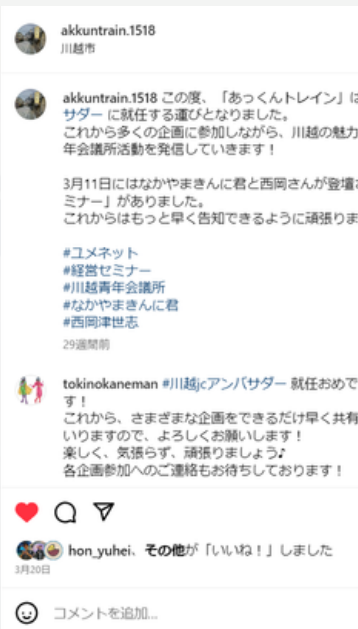 akkuntrain.1518
川越市
akkuntrain.1518 この度、「あっくんトレイン」は
サダー に就任する運びとなりました。
これから多くの企画に参加しながら、川越の魅力
年会議所活動を発信していきます！
3月11日にはなかやまきんに君と西岡さんが登壇
ミナー」がありました。
これからはもっと早く告知できるように頑張りま
#ユメネット
#経営セミナー
#川越青年会議所
#なかやまきんに君
#西岡津世志
29週間前
tokinokaneman #川越jcアンバサダー 就任おめで
す！
これから、さまざまな企画をできるだけ早く共有
いりますので、よろしくお願いします！
楽しく、気張らず、頑張りましょう♪
各企画参加へのご連絡もお待ちしております！
hon_yuhei、その他が「いいね！」しました
3月20日
コメントを追加...